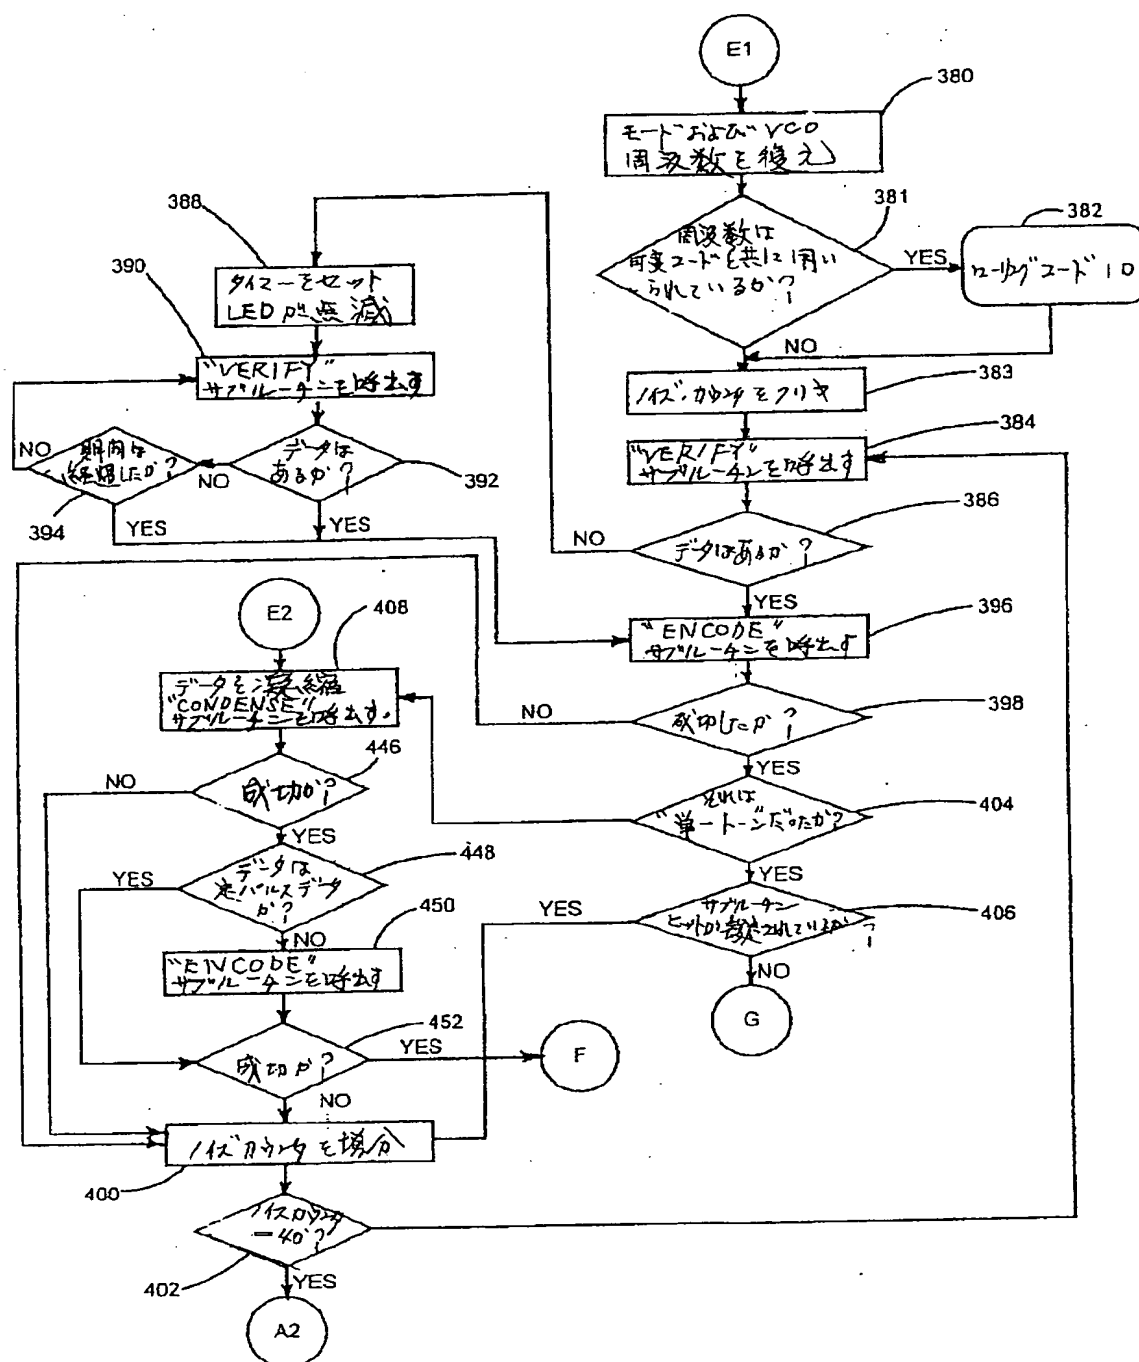 E1
380
モードおよびVCO
周波数を復元
381
周波数は
可変コードと共に用い
られているか?
YES
382
ローリングコード ID
NO
ノイズ・カウンタをクリヤ
383
"VERIFY"
サブルーチンを呼出す
384
データはあるか?
386
NO
YES
388
タイマーをセット
LEDが点滅
390
"VERIFY"
サブルーチンを呼出す
データは
あるか?
392
NO
YES
期間は
経過したか?
394
NO
YES
"ENCODE"
サブルーチンを呼出す
396
成功したか?
398
NO
YES
それは
"単一トーン"だったか?
404
YES
サブルーチン
406
YES
NO
G
E2
408
データを凝縮
"CONDENSE"
サブルーチンを呼出す.
446
成功か?
NO
YES
データは
定パルスデータ
か?
448
YES
NO
450
"ENCODE"
サブルーチンを呼出す
452
成功か?
YES
F
NO
ノイズカウンタを増分
400
ノイズカウンタ
402
YES
A2